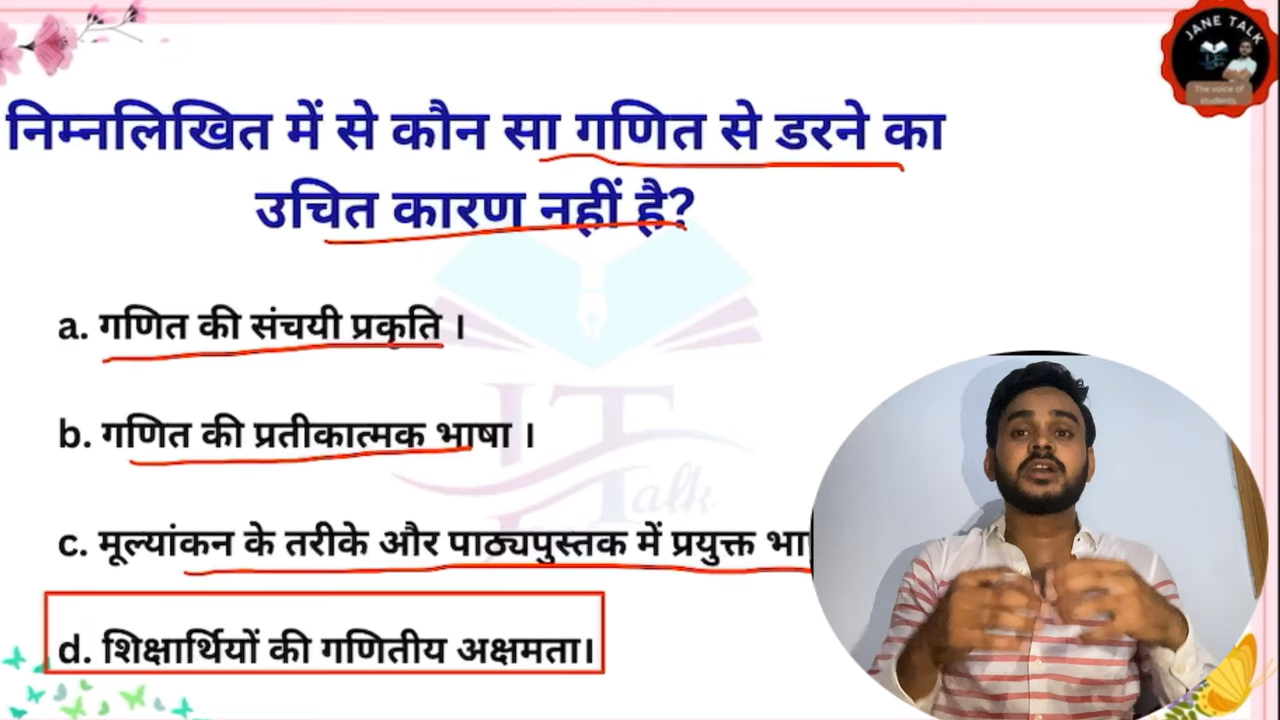 JANE TALK
The voice of
students
निम्नलिखित में से कौन सा गणित से डरने का
उचित कारण नहीं है?
a. गणित की संचयी प्रकृति ।
b. गणित की प्रतीकात्मक भाषा ।
c. मूल्यांकन के तरीके और पाठ्यपुस्तक में प्रयुक्त
d. शिक्षार्थियों की गणितीय अक्षमता।